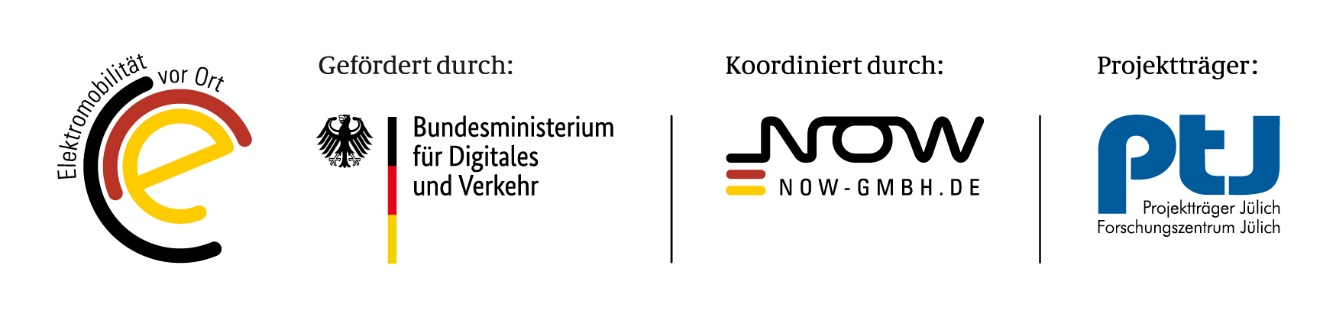 Elektromobilität vor Ort
Gefördert durch:
Bundesministerium
für Digitales
und Verkehr
Koordiniert durch:
NOW
NOW-GMBH.DE
Projektträger:
ptJ
Projektträger Jülich
Forschungszentrum Jülich